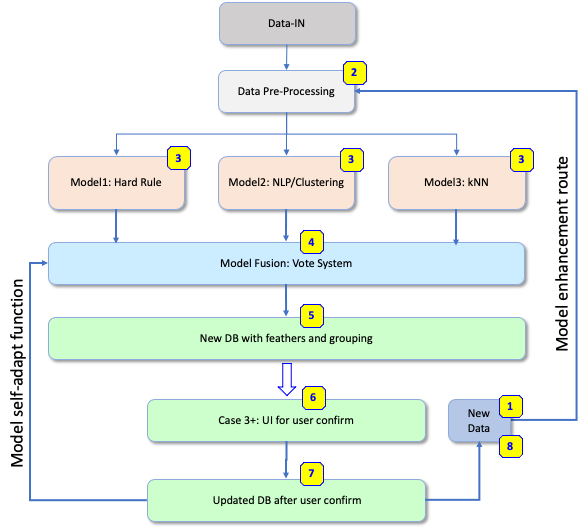 Data-IN
2
Data Pre-Processing
3
Model1: Hard Rule
3
Model2: NLP/Clustering
3
Model3: kNN
4
Model Fusion: Vote System
5
New DB with feathers and grouping
6
Case 3+: UI for user confirm
1
New
Data
8
7
Updated DB after user confirm
Model self-adapt function
Model enhancement route